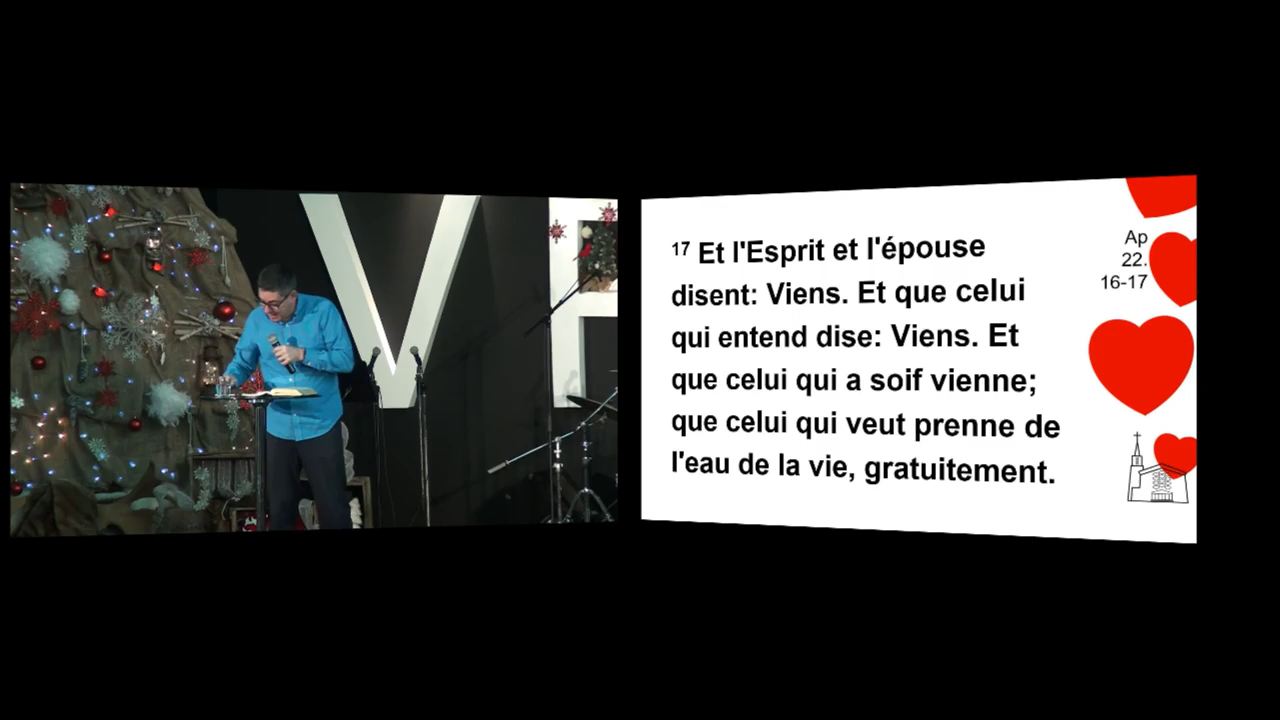 VE
17 Et l'Esprit et l'épouse
disent: Viens. Et que celui
qui entend dise: Viens. Et
que celui qui a soif vienne;
que celui qui veut prenne de
l'eau de la vie, gratuitement.
Ap
22.
16-17